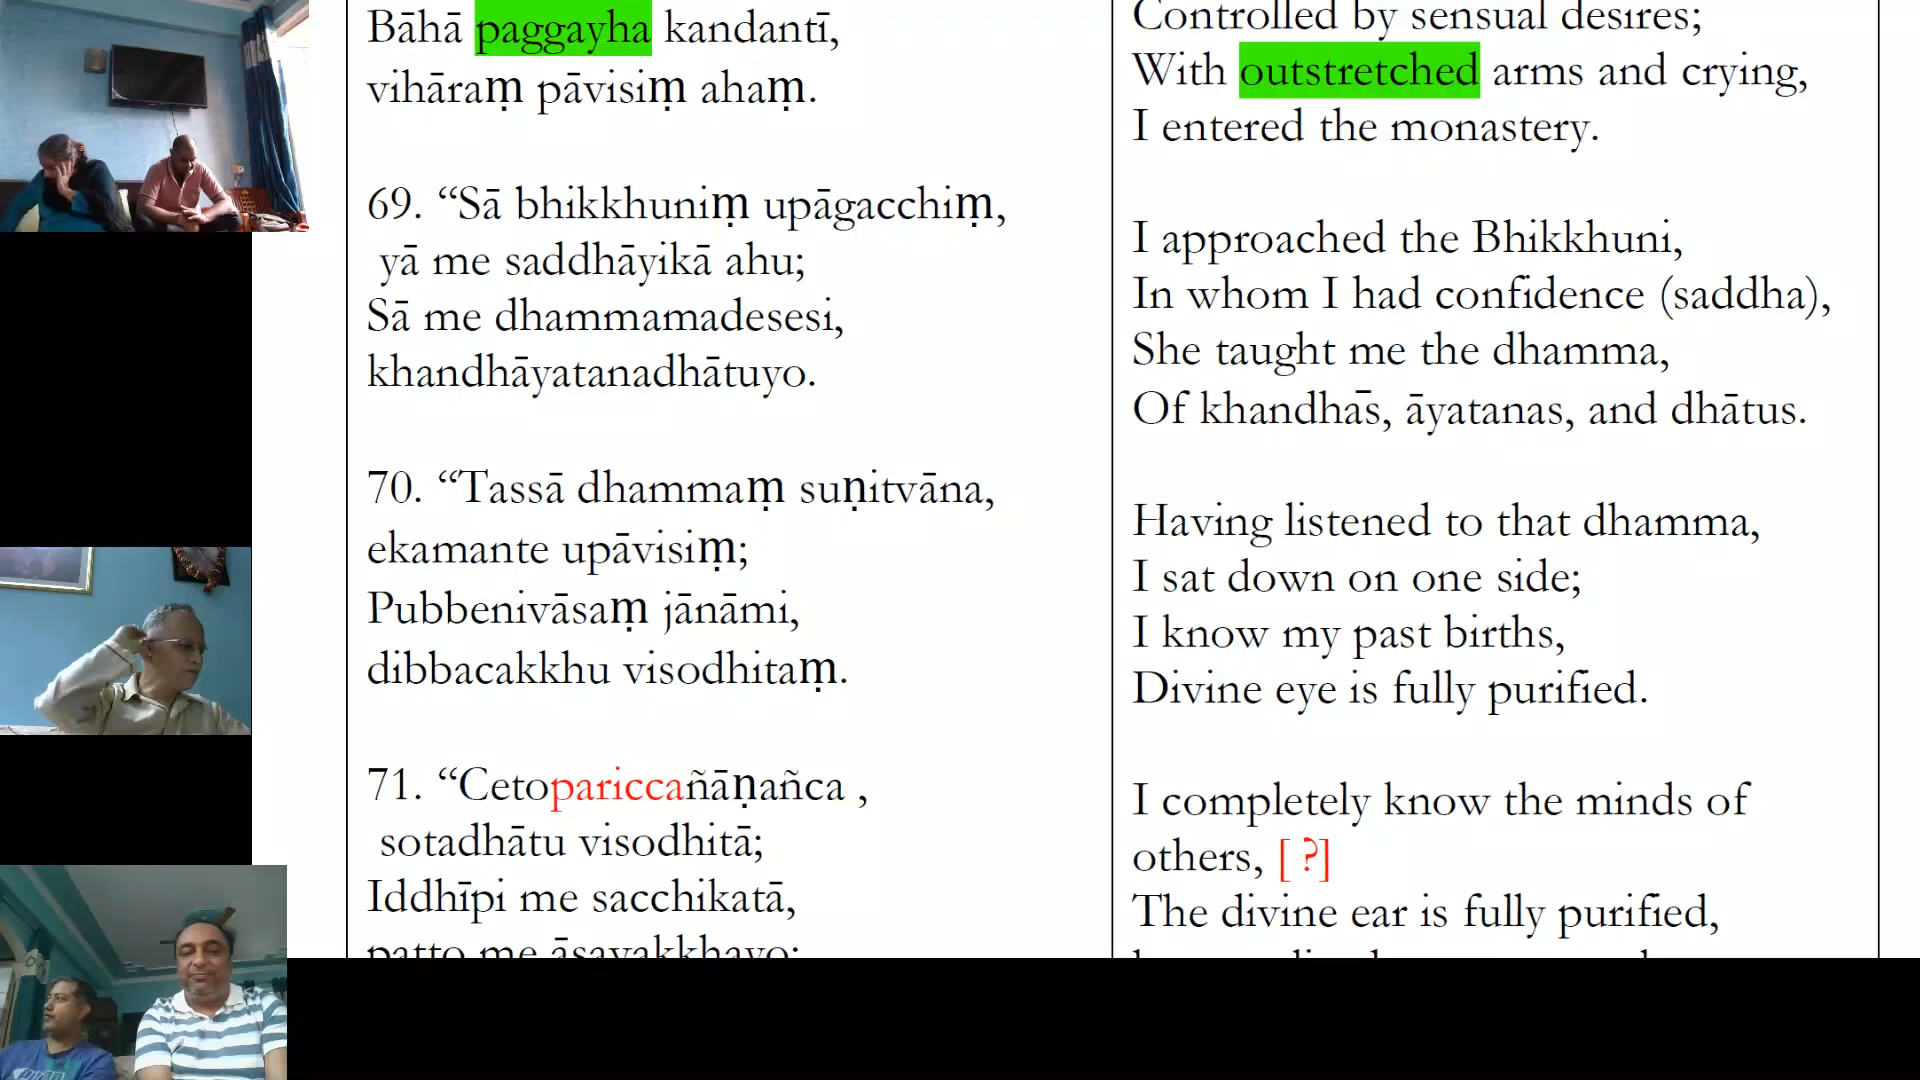 Bāhā paggayha kandantī,
vihāraṃ pāvisiṃ ahaṃ.
69. “Sā bhikkhuniṃ upāgacchiṃ,
yā me saddhāyikā ahu;
Sā me dhammamadesesi,
khandhāyatanadhātuyo.
70. “Tassā dhammaṃ suṇitvāna,
ekamante upāvisiṃ;
Pubbenivāsaṃ jānāmi,
dibbacakkhu visodhitaṃ.
71. “Cetopariccañāṇañca ,
sotadhātu visodhitā;
Iddhīpi me sacchikatā,
patto me āsavakkhayo;
Controlled by sensual desires;
With outstretched arms and crying,
I entered the monastery.
I approached the Bhikkhuni,
In whom I had confidence (saddha),
She taught me the dhamma,
Of khandhās, āyatanas, and dhātus.
Having listened to that dhamma,
I sat down on one side;
I know my past births,
Divine eye is fully purified.
I completely know the minds of
others, [ ?]
The divine ear is fully purified,